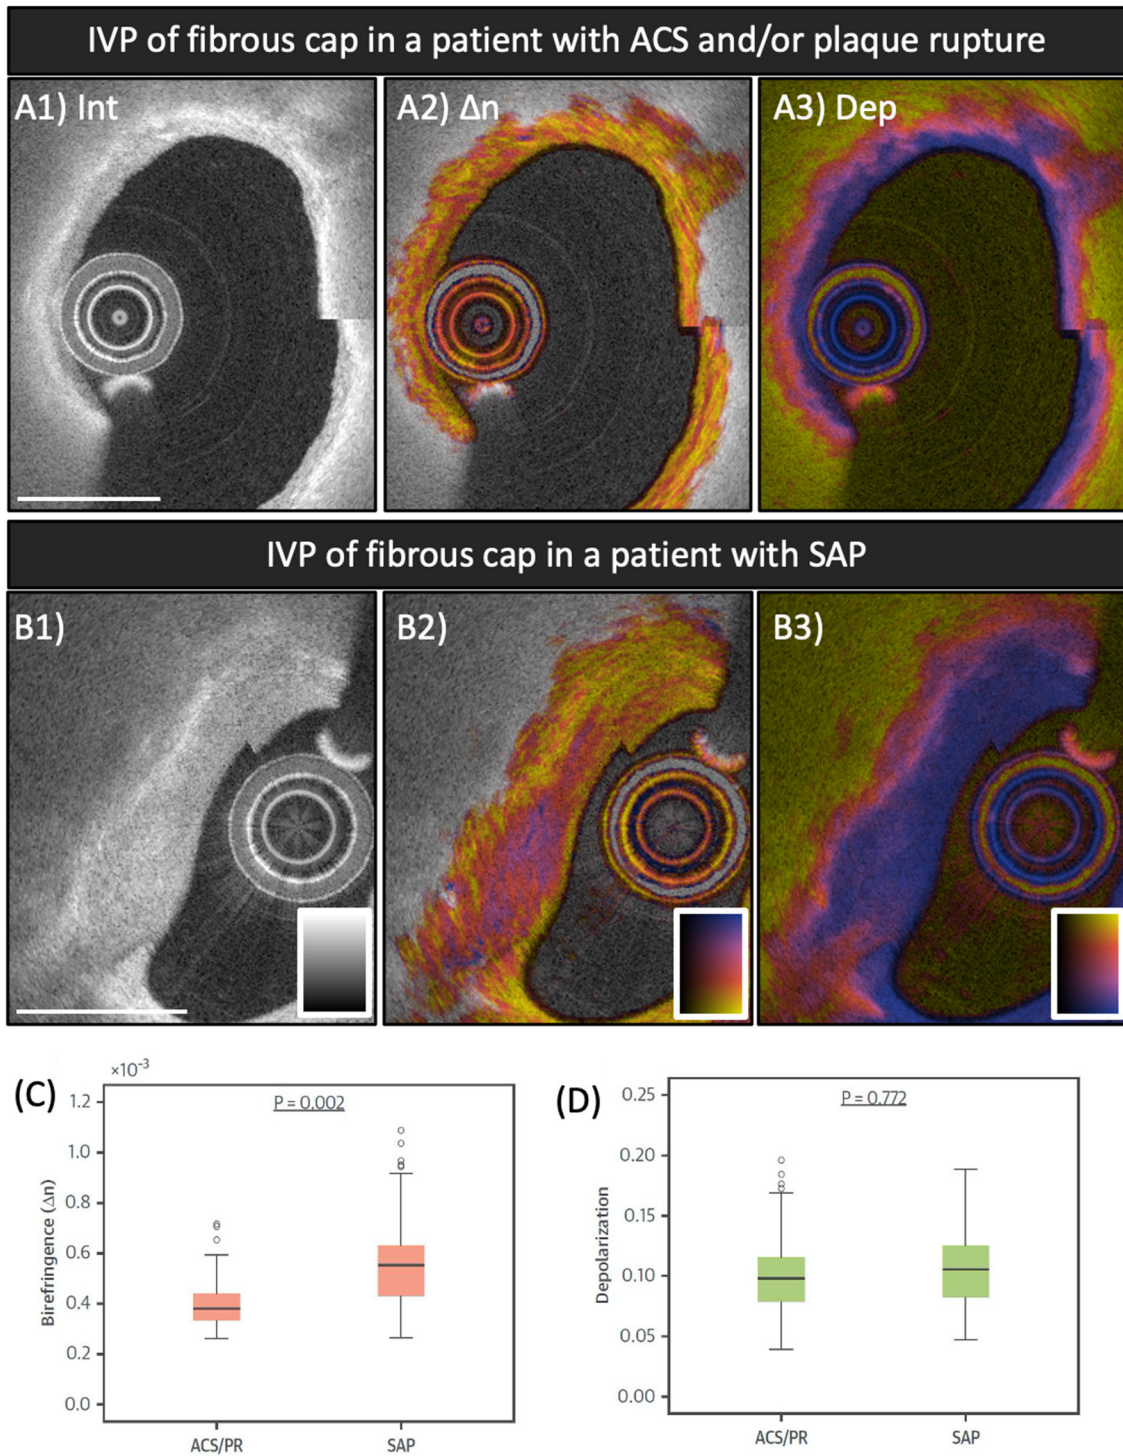 IVP of fibrous cap in a patient with ACS and/or plaque rupture
A1) Int
A2) Δn
A3) Dep
IVP of fibrous cap in a patient with SAP
B1)
B2)
B3)
(C)
×10⁻³
P = 0.002
1.2
1.0
0.8
0.6
0.4
0.2
0.0
Birefringence (Δn)
ACS/PR
SAP
(D)
P = 0.772
0.25
0.20
0.15
0.10
0.05
0.00
Depolarization
ACS/PR
SAP